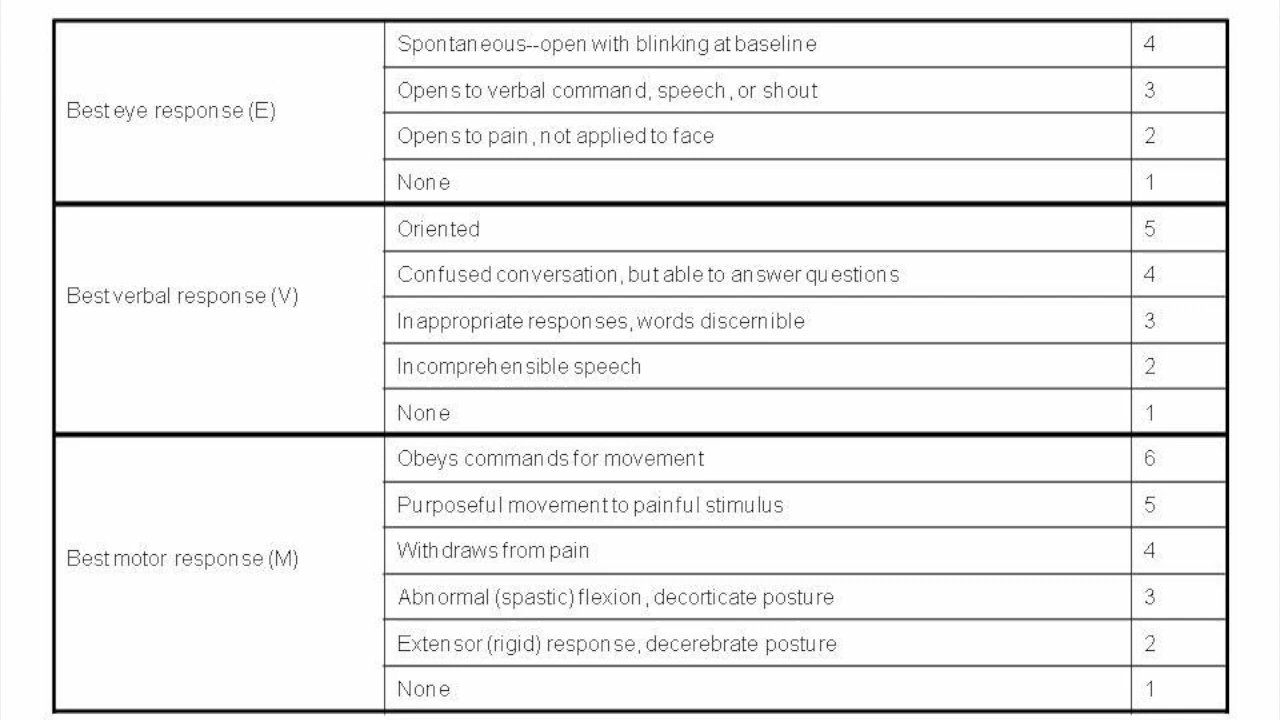 Best eye response (E)
Spontaneous--open with blinking at baseline 4
Opens to verbal command, speech, or shout 3
Opens to pain, not applied to face 2
None 1
Best verbal response (V)
Oriented 5
Confused conversation, but able to answer questions 4
Inappropriate responses, words discernible 3
Incomprehensible speech 2
None 1
Best motor response (M)
Obeys commands for movement 6
Purposeful movement to painful stimulus 5
Withdraws from pain 4
Abnormal (spastic) flexion, decorticate posture 3
Extensor (rigid) response, decerebrate posture 2
None 1